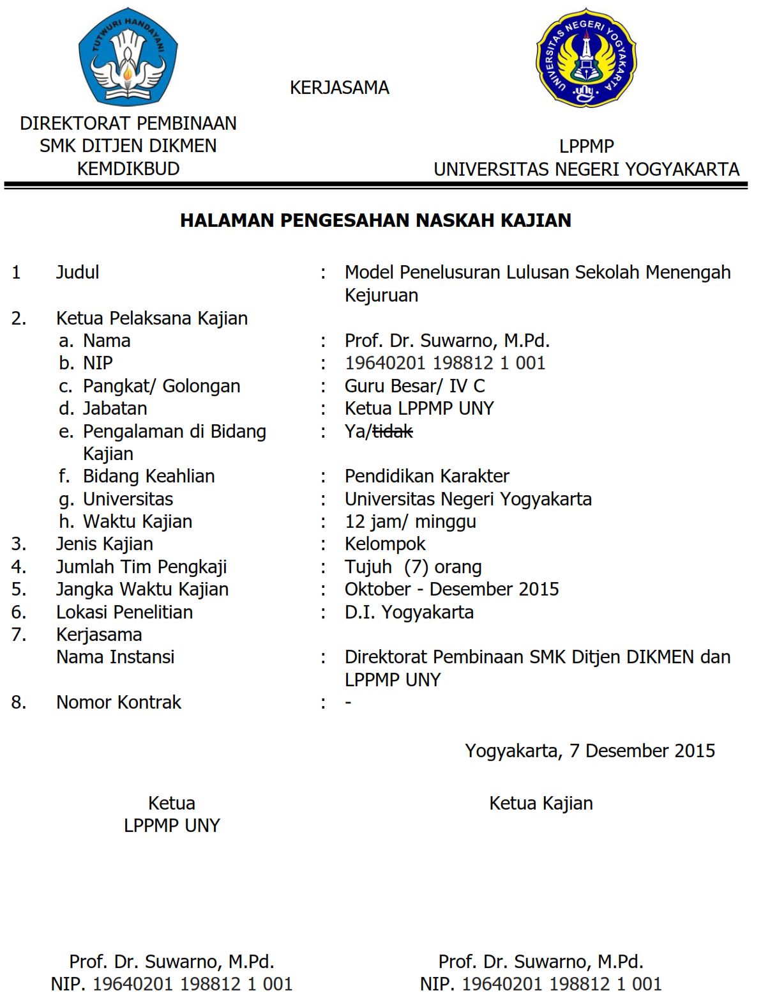 TUTWURI HANDAYANI
UNIVERSITAS NEGERI YOGYAKARTA
uny
KERJASAMA
DIREKTORAT PEMBINAAN
SMK DITJEN DIKMEN
KEMDIKBUD
LPPMP
UNIVERSITAS NEGERI YOGYAKARTA
HALAMAN PENGESAHAN NASKAH KAJIAN
1 Judul : Model Penelusuran Lulusan Sekolah Menengah
Kejuruan
2. Ketua Pelaksana Kajian
a. Nama : Prof. Dr. Suwarno, M.Pd.
b. NIP : 19640201 198812 1 001
c. Pangkat/ Golongan : Guru Besar/ IV C
d. Jabatan : Ketua LPPMP UNY
e. Pengalaman di Bidang : Ya/tidak
Kajian
f. Bidang Keahlian : Pendidikan Karakter
g. Universitas : Universitas Negeri Yogyakarta
h. Waktu Kajian : 12 jam/ minggu
3. Jenis Kajian : Kelompok
4. Jumlah Tim Pengkaji : Tujuh (7) orang
5. Jangka Waktu Kajian : Oktober - Desember 2015
6. Lokasi Penelitian : D.I. Yogyakarta
7. Kerjasama
Nama Instansi : Direktorat Pembinaan SMK Ditjen DIKMEN dan
LPPMP UNY
8. Nomor Kontrak : -
Yogyakarta, 7 Desember 2015
Ketua Ketua Kajian
LPPMP UNY
Prof. Dr. Suwarno, M.Pd. Prof. Dr. Suwarno, M.Pd.
NIP. 19640201 198812 1 001 NIP. 19640201 198812 1 001